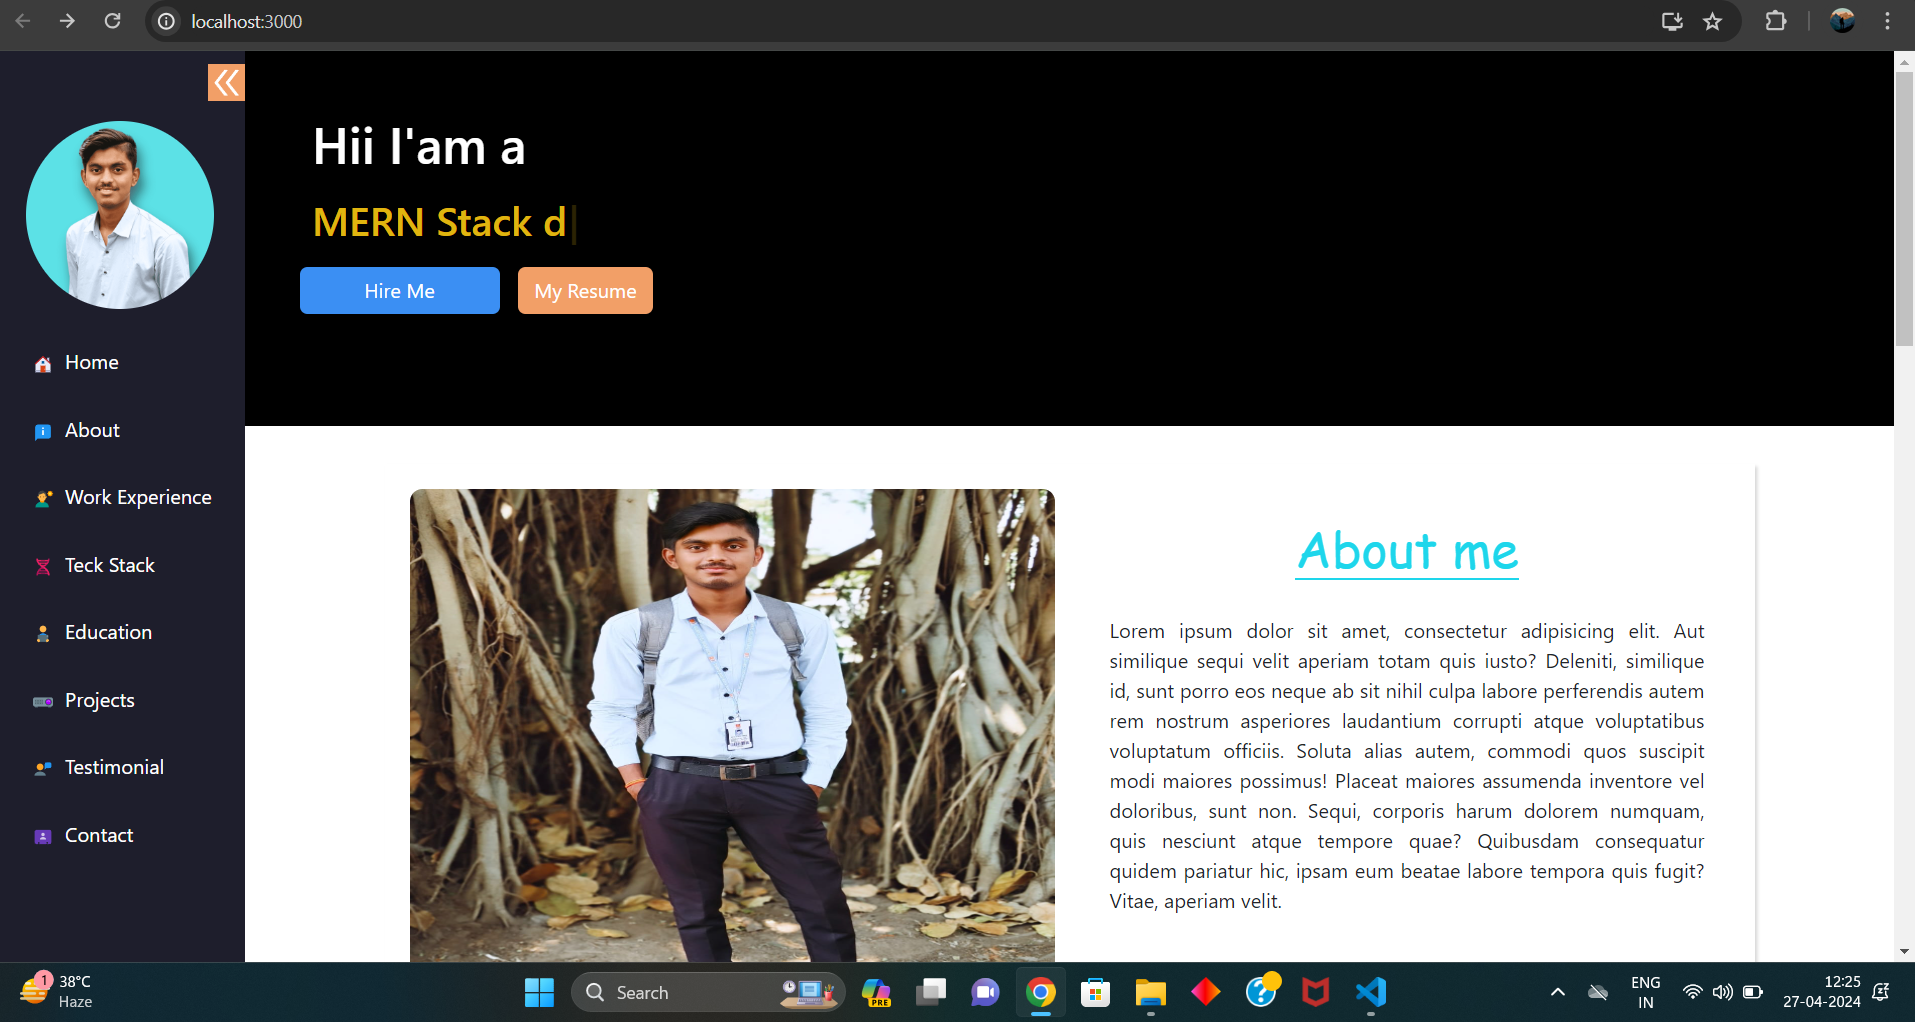 localhost:3000
Hii I'am a
MERN Stack d
Hire Me
My Resume
Home
About
Work Experience
Teck Stack
Education
Projects
Testimonial
Contact
About me
Lorem ipsum dolor sit amet, consectetur adipisicing elit. Aut
similique sequi velit aperiam totam quis iusto? Deleniti, similique
id, sunt porro eos neque ab sit nihil culpa labore perferendis autem
rem nostrum asperiores laudantium corrupti atque voluptatibus
voluptatum officiis. Soluta alias autem, commodi quos suscipit
modi maiores possimus! Placeat maiores assumenda inventore vel
doloribus, sunt non. Sequi, corporis harum dolorem numquam,
quis nesciunt atque tempore quae? Quibusdam consequatur
quidem pariatur hic, ipsam eum beatae labore tempora quis fugit?
Vitae, aperiam velit.
1
38°C
Haze
Search
PRE
ENG
IN
12:25
27-04-2024